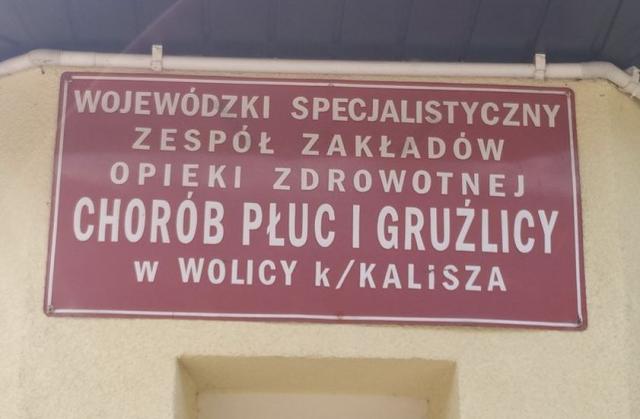 WOJEWÓDZKI SPECJALISTYCZNY
ZESPÓŁ ZAKŁADÓW
OPIEKI ZDROWOTNEJ
CHORÓB PŁUC I GRUŹLICY
w WOLICY k/KALiSZA